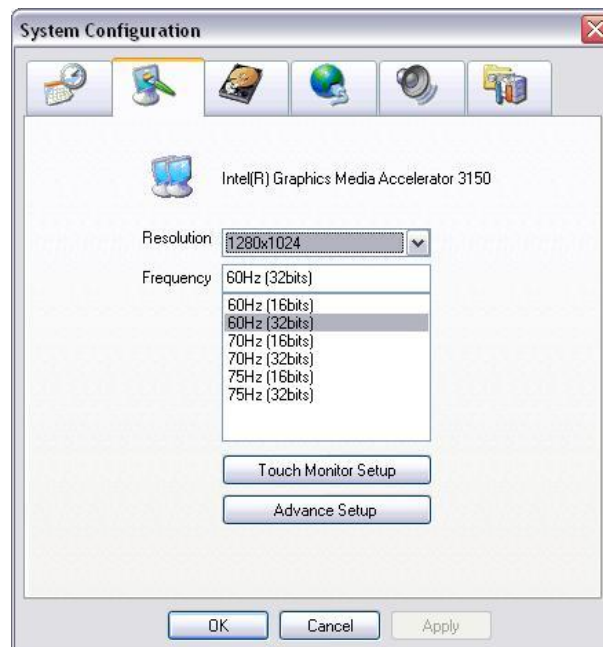 System Configuration
Intel(R) Graphics Media Accelerator 3150
Resolution 1280x1024
Frequency 60Hz (32bits)
60Hz (16bits)
60Hz (32bits)
70Hz (16bits)
70Hz (32bits)
75Hz (16bits)
75Hz (32bits)
Touch Monitor Setup
Advance Setup
OK Cancel Apply